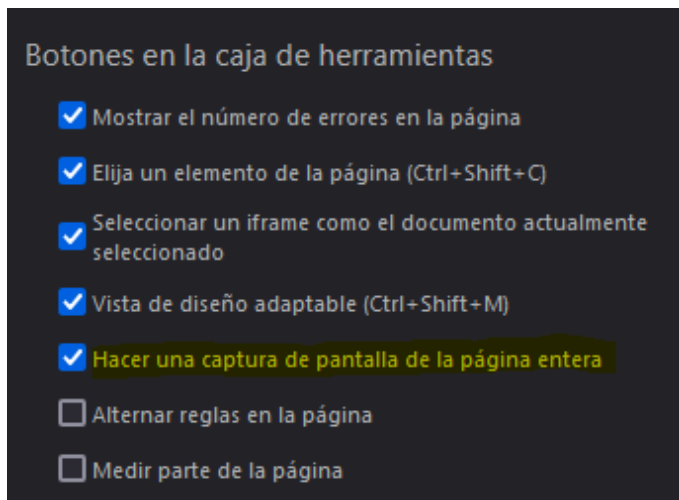 Botones en la caja de herramientas
Mostrar el número de errores en la página
Elija un elemento de la página (Ctrl+Shift+C)
Seleccionar un iframe como el documento actualmente
seleccionado
Vista de diseño adaptable (Ctrl+Shift+M)
Hacer una captura de pantalla de la página entera
Alternar reglas en la página
Medir parte de la página